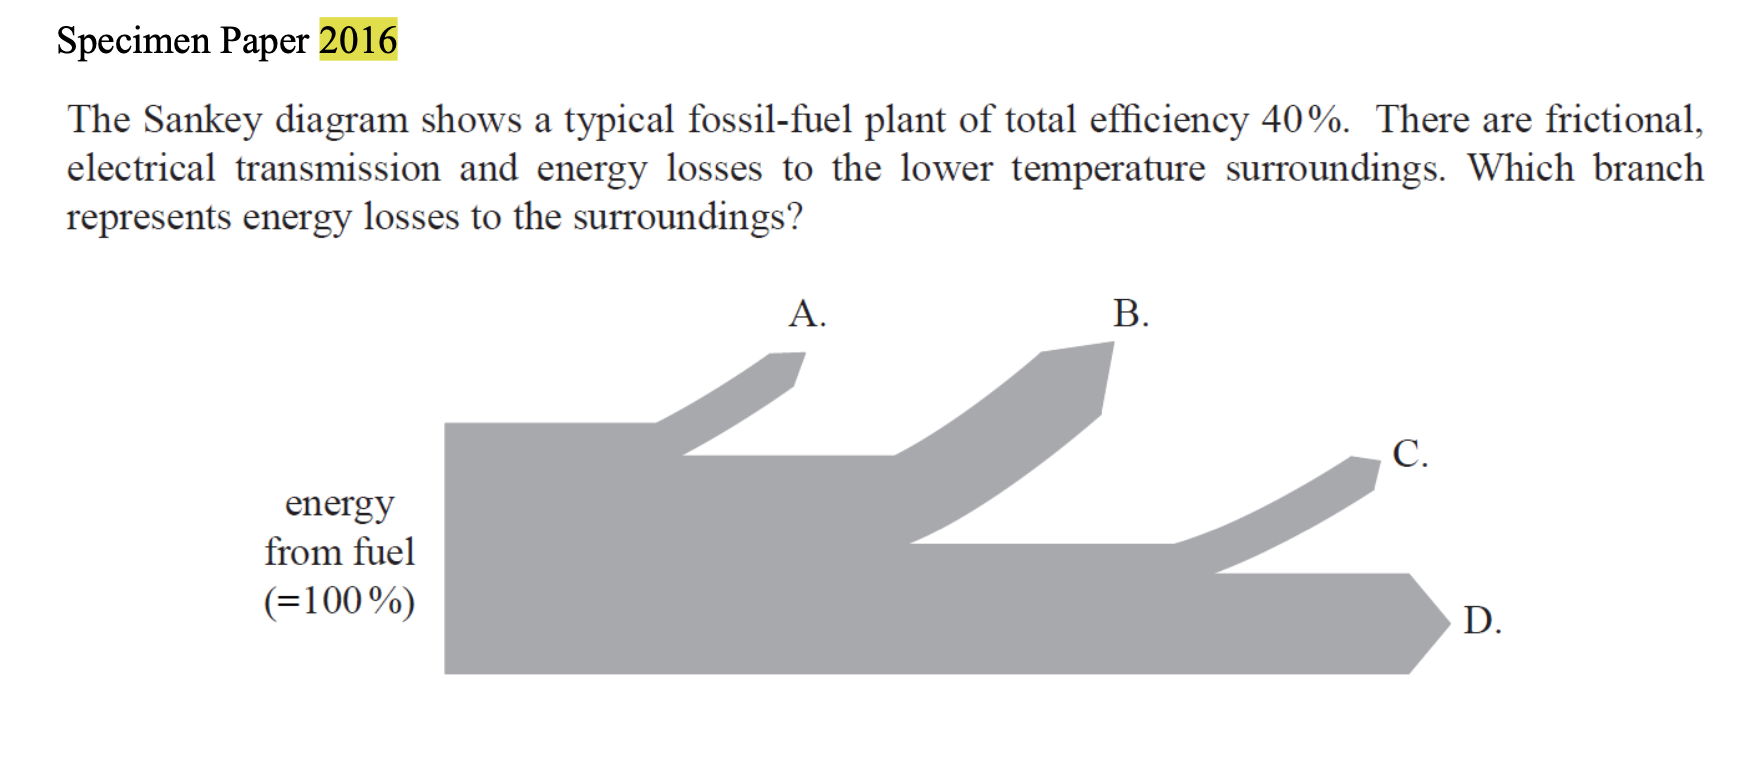 Specimen Paper 2016
The Sankey diagram shows a typical fossil-fuel plant of total efficiency 40%. There are frictional,
electrical transmission and energy losses to the lower temperature surroundings. Which branch
represents energy losses to the surroundings?
A.
B.
C.
energy
from fuel
(=100%)
D.